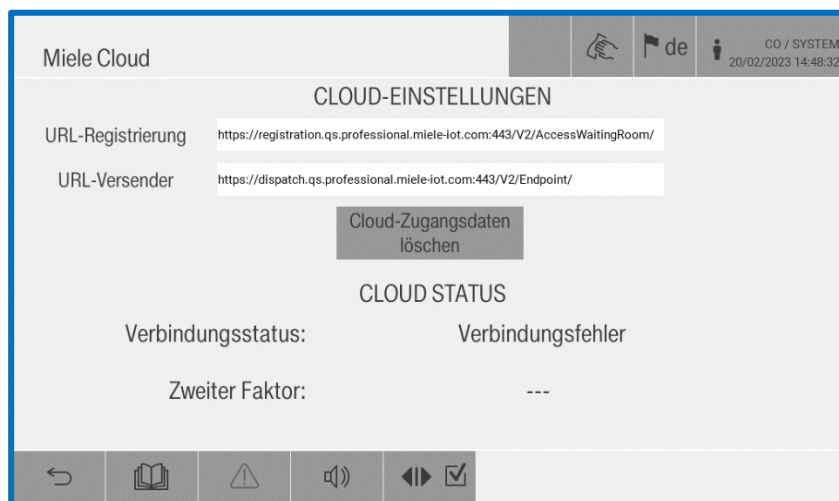 Miele Cloud
de
CO / SYSTEM
20/02/2023 14:48:32
CLOUD-EINSTELLUNGEN
URL-Registrierung https://registration.qs.professional.miele-iot.com:443/V2/AccessWaitingRoom/
URL-Versender https://dispatch.qs.professional.miele-iot.com:443/V2/Endpoint/
Cloud-Zugangsdaten
löschen
CLOUD STATUS
Verbindungsstatus: Verbindungsfehler
Zweiter Faktor: ---